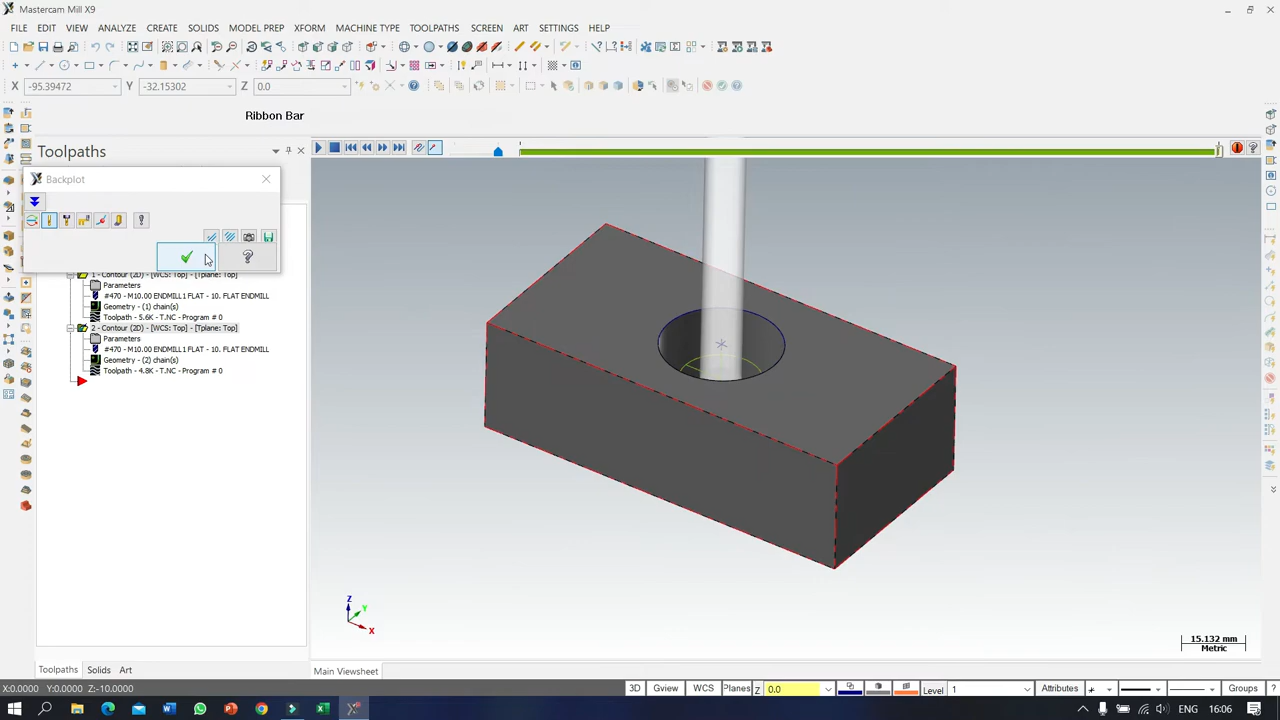 Mastercam Mill X9
FILE EDIT VIEW ANALYZE CREATE SOLIDS MODEL PREP XFORM MACHINE TYPE TOOLPATHS SCREEN ART SETTINGS HELP
X -95.39472 Y -32.15302 Z 0.0
Ribbon Bar
Toolpaths
Backplot
1 - Contour (2D) - [WCS: Top] - [Tplane: Top]
Parameters
#470 - M10.00 ENDMILL1 FLAT - 10. FLAT ENDMILL
Geometry - (1) chain(s)
Toolpath - 5.6K - T.NC - Program # 0
2 - Contour (2D) - [WCS: Top] - [Tplane: Top]
Parameters
#470 - M10.00 ENDMILL1 FLAT - 10. FLAT ENDMILL
Geometry - (2) chain(s)
Toolpath - 4.8K - T.NC - Program # 0
Z
Y
X
15.132 mm
Metric
Toolpaths Solids Art
Main Viewsheet
X:0.0000 Y:0.0000 Z:-10.0000 3D Gview WCS Planes Z 0.0 Level 1 Attributes Groups ?
16:06